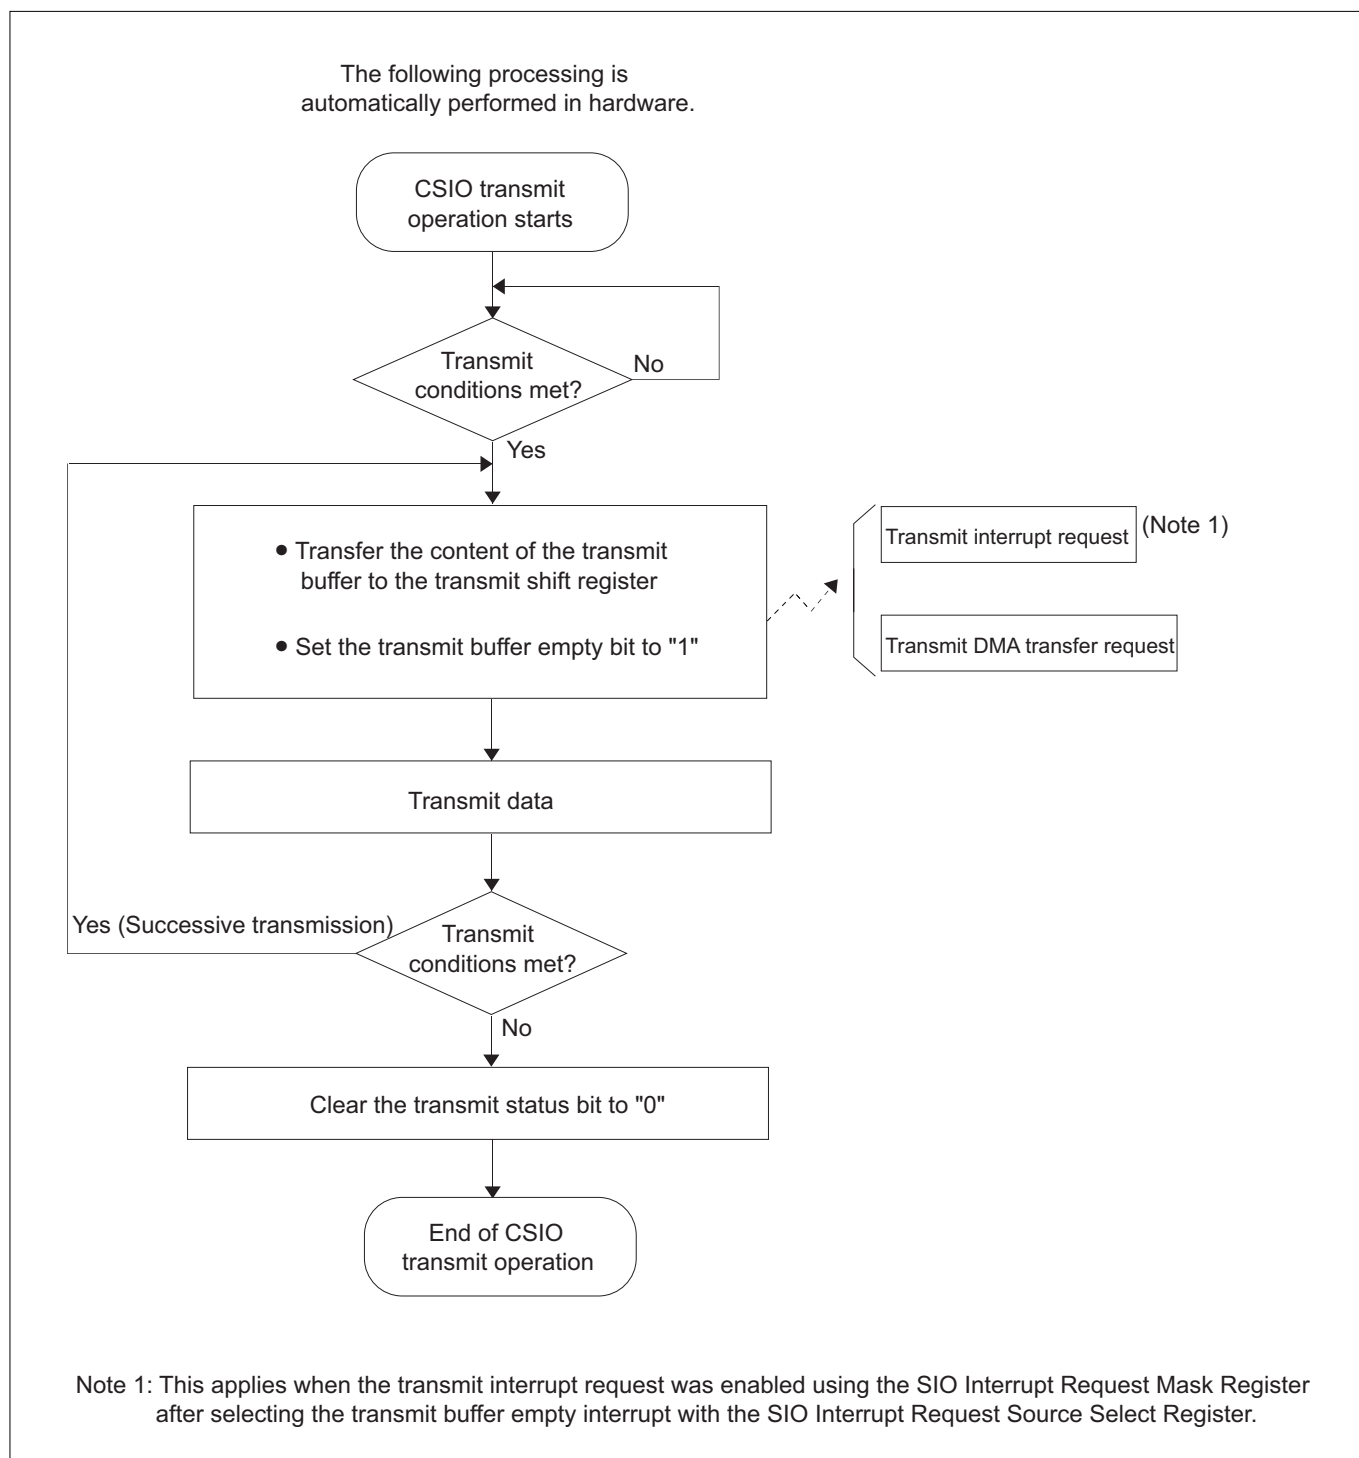 The following processing is
automatically performed in hardware.
CSIO transmit
operation starts
Transmit
conditions met?
No
Yes
● Transfer the content of the transmit
buffer to the transmit shift register
● Set the transmit buffer empty bit to "1"
Transmit interrupt request
(Note 1)
Transmit DMA transfer request
Transmit data
Yes (Successive transmission)
Transmit
conditions met?
No
Clear the transmit status bit to "0"
End of CSIO
transmit operation
Note 1: This applies when the transmit interrupt request was enabled using the SIO Interrupt Request Mask Register
after selecting the transmit buffer empty interrupt with the SIO Interrupt Request Source Select Register.